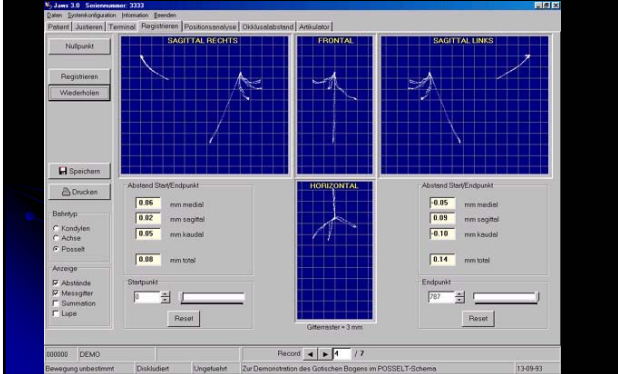 Jaws 3.0 Seriennummer: 3333
Daten Systemkonfiguration Information Beenden
Patient Justieren Terminal Registrieren Positionsanalyse Okklusalabstand Artikulator
Nullpunkt
Registrieren
Wiederholen
Speichern
Drucken
Bahntyp
Kondylen
Achse
Posselt
Anzeige
Abstände
Messgitter
Summation
Lupe
SAGITTAL RECHTS
FRONTAL
SAGITTAL LINKS
Abstand Start/Endpunkt
0.06 mm medial
0.02 mm sagittal
0.05 mm kaudal
0.08 mm total
Startpunkt
0
Reset
HORIZONTAL
Gitterraster = 3 mm
Abstand Start/Endpunkt
-0.05 mm medial
0.09 mm sagittal
-0.10 mm kaudal
0.14 mm total
Endpunkt
787
Reset
000000 DEMO Record 4 / 7
Bewegung unbestimmt Diskludiert Ungefuehrt Zur Demonstration des Gotischen Bogens im POSSELT-Schema 13-09-93